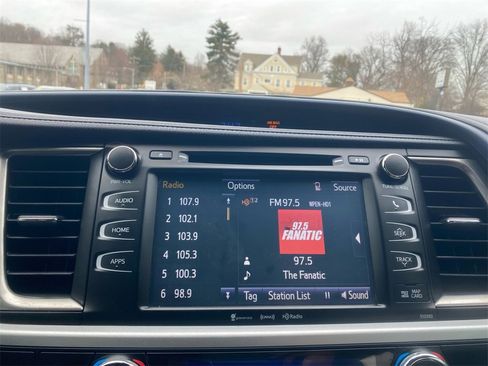 Radio
Options
Source
1 107.9
2 102.1
3 103.9
4 105.3
5 100.3
6 98.9
FM 97.5 WPEN-HD1
97.5
FANATIC
97.5
The Fanatic
Tag Station List Sound
PWR·VOL
AUDIO
HOME
APPS
TUNE·SCROLL
SEEK
TRACK
MAP
CARD
HD Radio